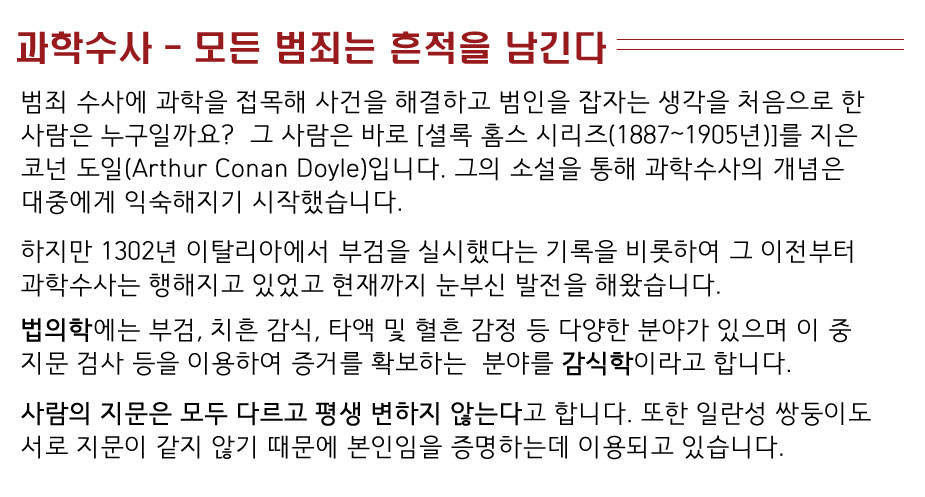 과학수사 – 모든 범죄는 흔적을 남긴다
범죄 수사에 과학을 접목해 사건을 해결하고 범인을 잡자는 생각을 처음으로 한
사람은 누구일까요? 그 사람은 바로 [셜록 홈스 시리즈(1887~1905년)]를 지은
코넌 도일(Arthur Conan Doyle)입니다. 그의 소설을 통해 과학수사의 개념은
대중에게 익숙해지기 시작했습니다.
하지만 1302년 이탈리아에서 부검을 실시했다는 기록을 비롯하여 그 이전부터
과학수사는 행해지고 있었고 현재까지 눈부신 발전을 해왔습니다.
법의학에는 부검, 치흔 감식, 타액 및 혈흔 감정 등 다양한 분야가 있으며 이 중
지문 검사 등을 이용하여 증거를 확보하는 분야를 감식학이라고 합니다.
사람의 지문은 모두 다르고 평생 변하지 않는다고 합니다. 또한 일란성 쌍둥이도
서로 지문이 같지 않기 때문에 본인임을 증명하는데 이용되고 있습니다.